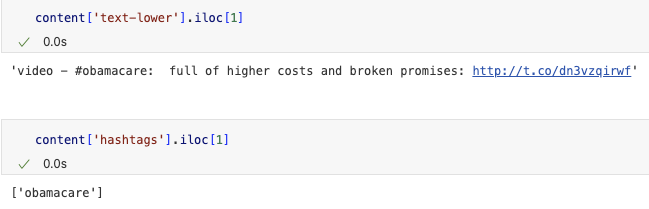 content['text-lower'].iloc[1]
✓ 0.0s
'video - #obamacare:  full of higher costs and broken promises: http://t.co/dn3vzqirwf'
content['hashtags'].iloc[1]
✓ 0.0s
['obamacare']